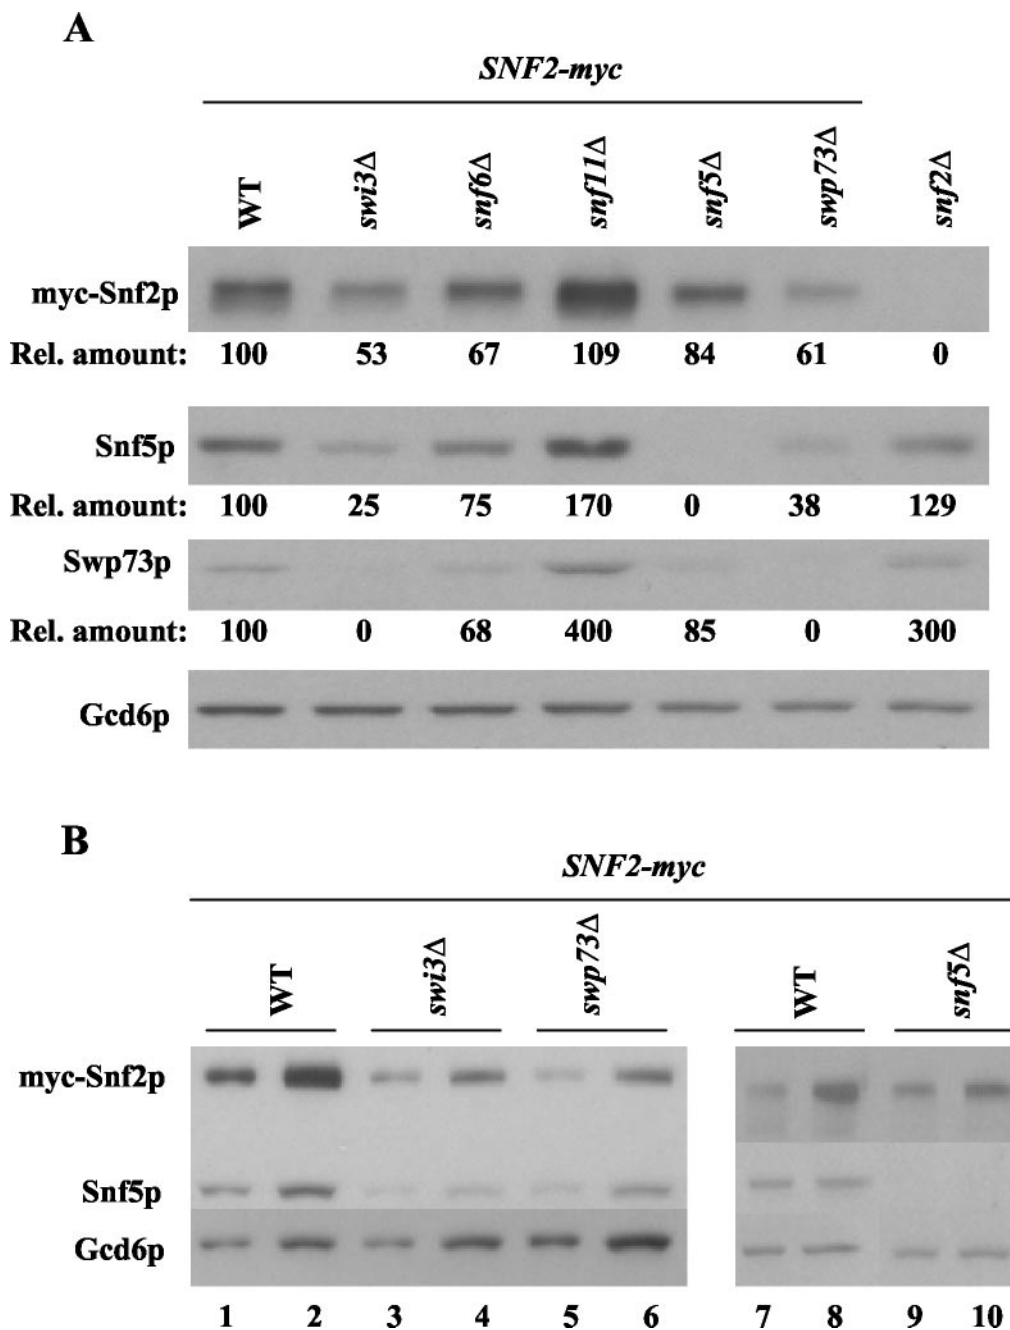 A
SNF2-myc
WT swi3Δ snf6Δ snf11Δ snf5Δ swp73Δ snf2Δ
myc-Snf2p
Rel. amount: 100 53 67 109 84 61 0
Snf5p
Rel. amount: 100 25 75 170 0 38 129
Swp73p
Rel. amount: 100 0 68 400 85 0 300
Gcd6p
B
SNF2-myc
WT swi3Δ swp73Δ WT snf5Δ
myc-Snf2p
Snf5p
Gcd6p
1 2 3 4 5 6 7 8 9 10